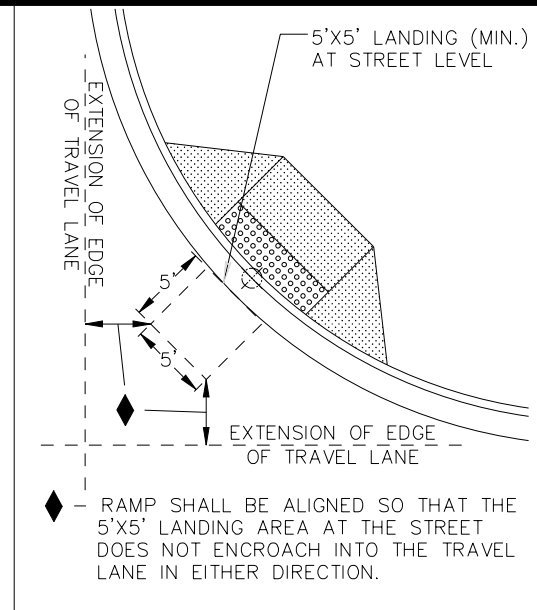 5'X5' LANDING (MIN.)
AT STREET LEVEL
EXTENSION OF EDGE
OF TRAVEL LANE
5'
5'
EXTENSION OF EDGE
OF TRAVEL LANE
RAMP SHALL BE ALIGNED SO THAT THE
5'X5' LANDING AREA AT THE STREET
DOES NOT ENCROACH INTO THE TRAVEL
LANE IN EITHER DIRECTION.